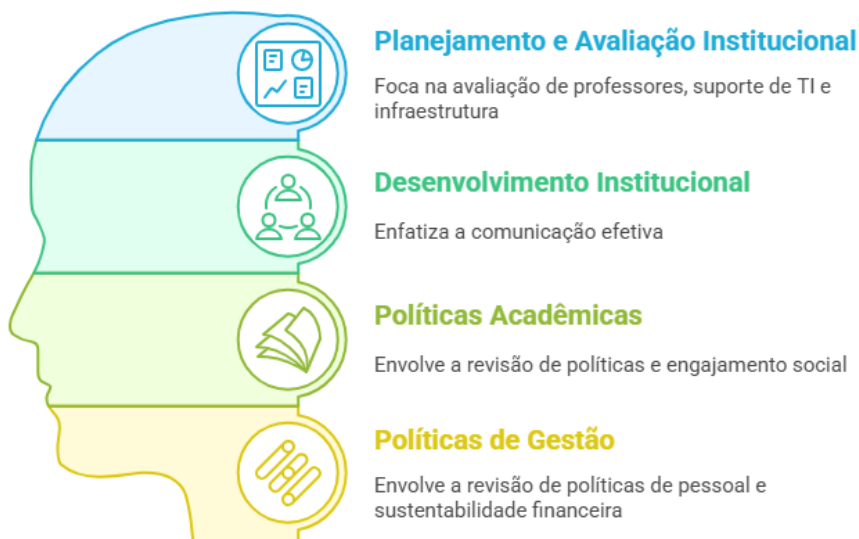 Planejamento e Avaliação Institucional
Foca na avaliação de professores, suporte de TI e
infraestrutura
Desenvolvimento Institucional
Enfatiza a comunicação efetiva
Políticas Acadêmicas
Envolve a revisão de políticas e engajamento social
Políticas de Gestão
Envolve a revisão de políticas de pessoal e
sustentabilidade financeira